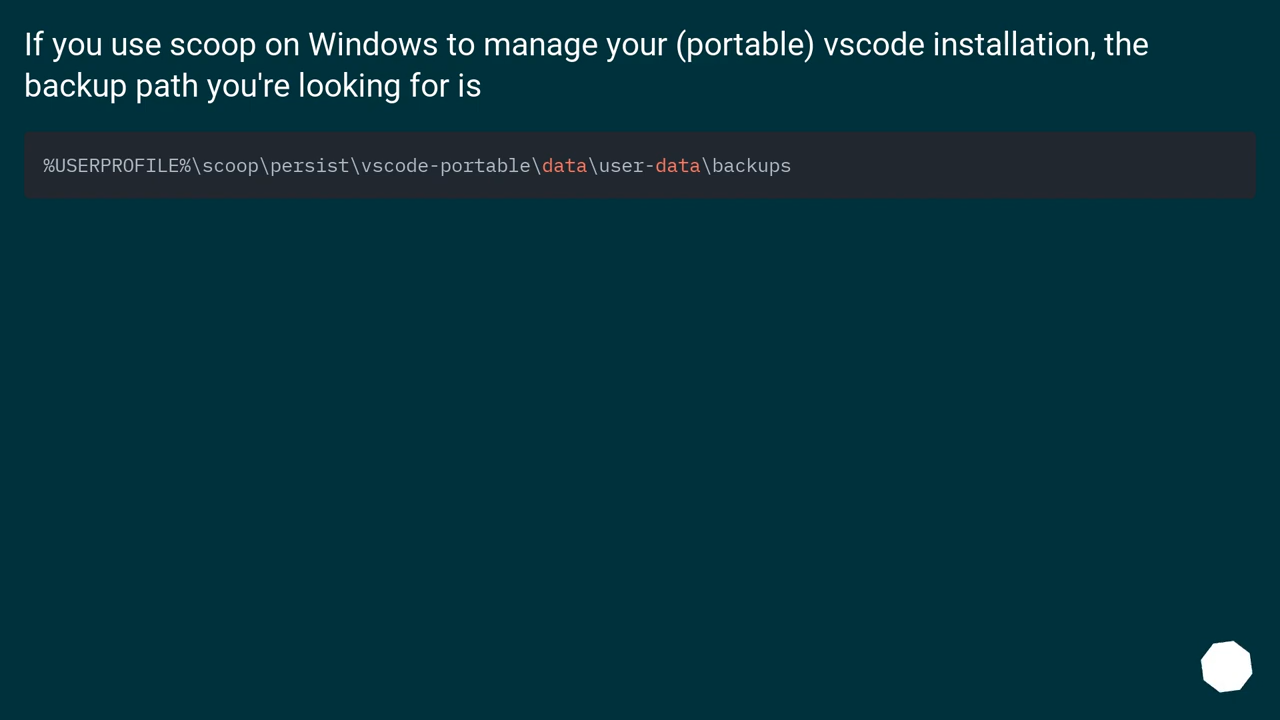 If you use scoop on Windows to manage your (portable) vscode installation, the
backup path you're looking for is
%USERPROFILE%\scoop\persist\vscode-portable\data\user-data\backups